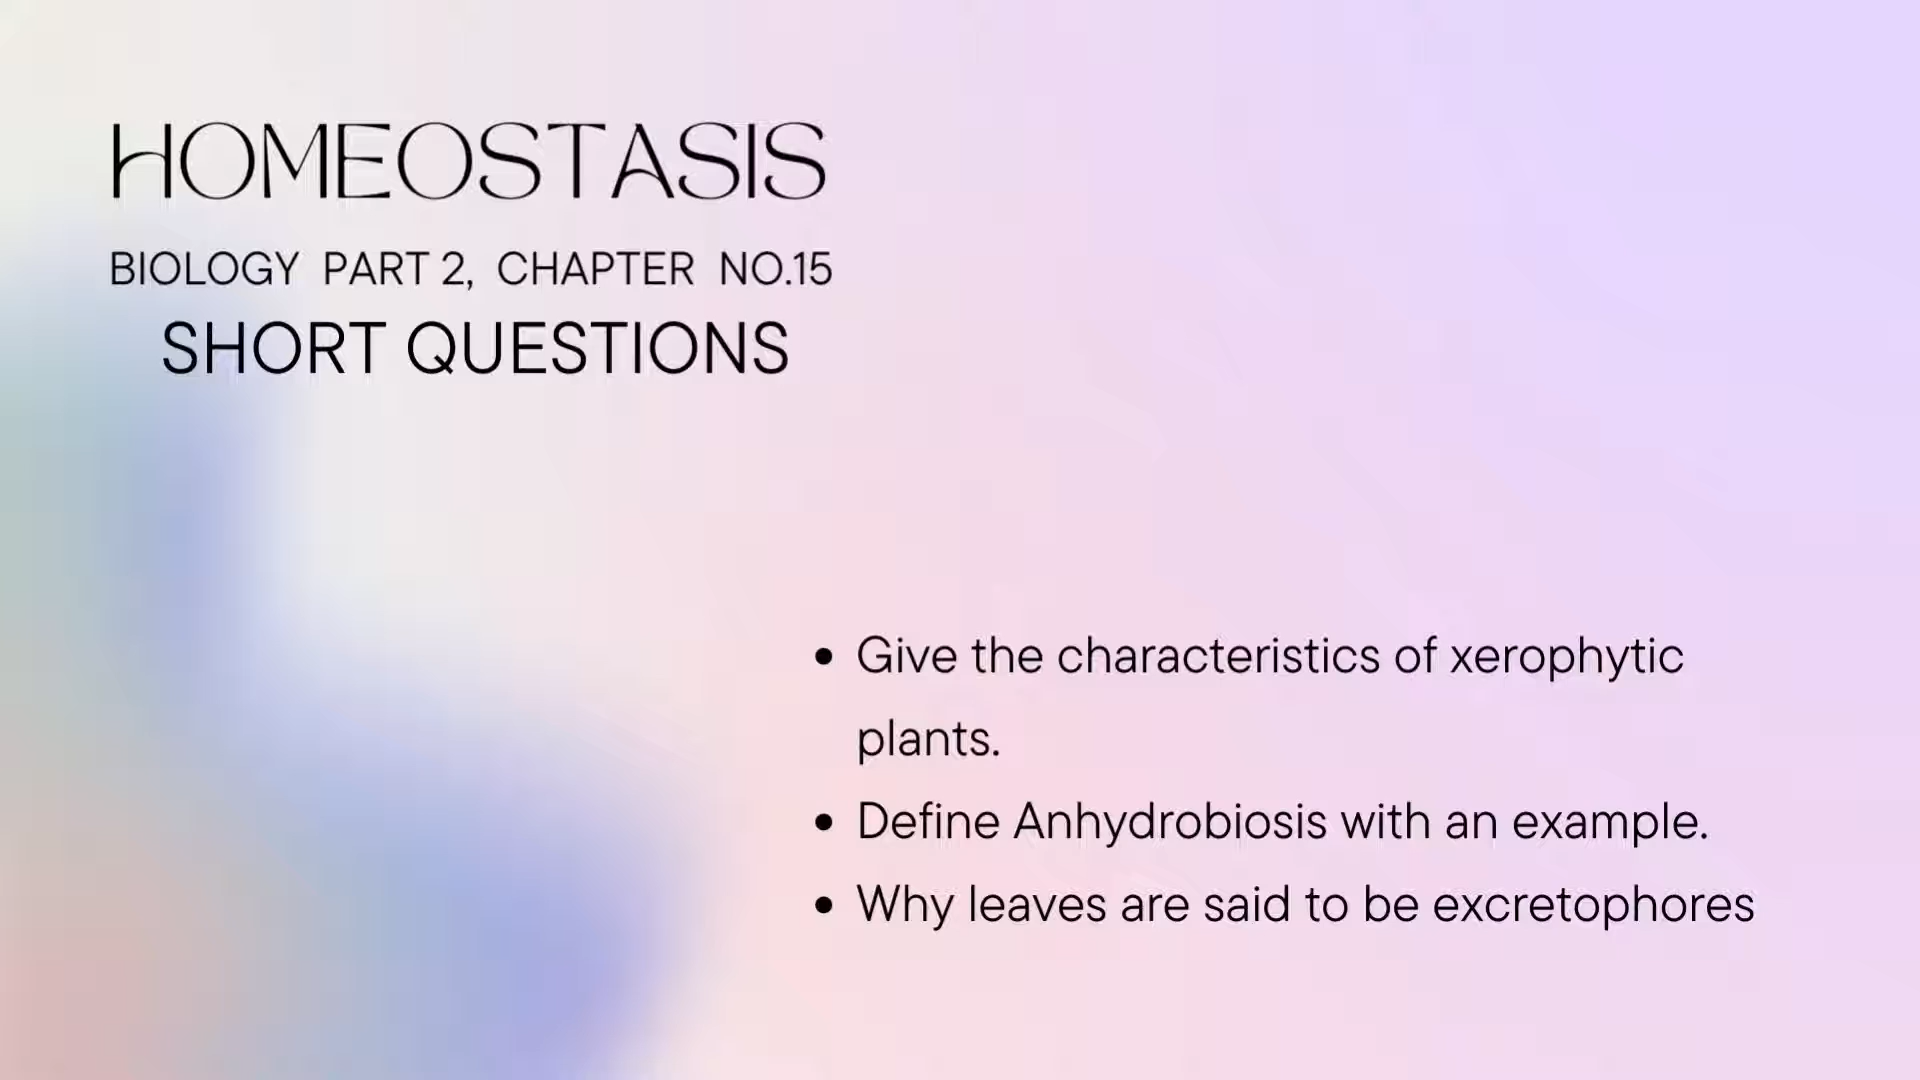 HOMEOSTASIS
BIOLOGY PART 2, CHAPTER NO.15
SHORT QUESTIONS
• Give the characteristics of xerophytic
plants.
• Define Anhydrobiosis with an example.
• Why leaves are said to be excretophores